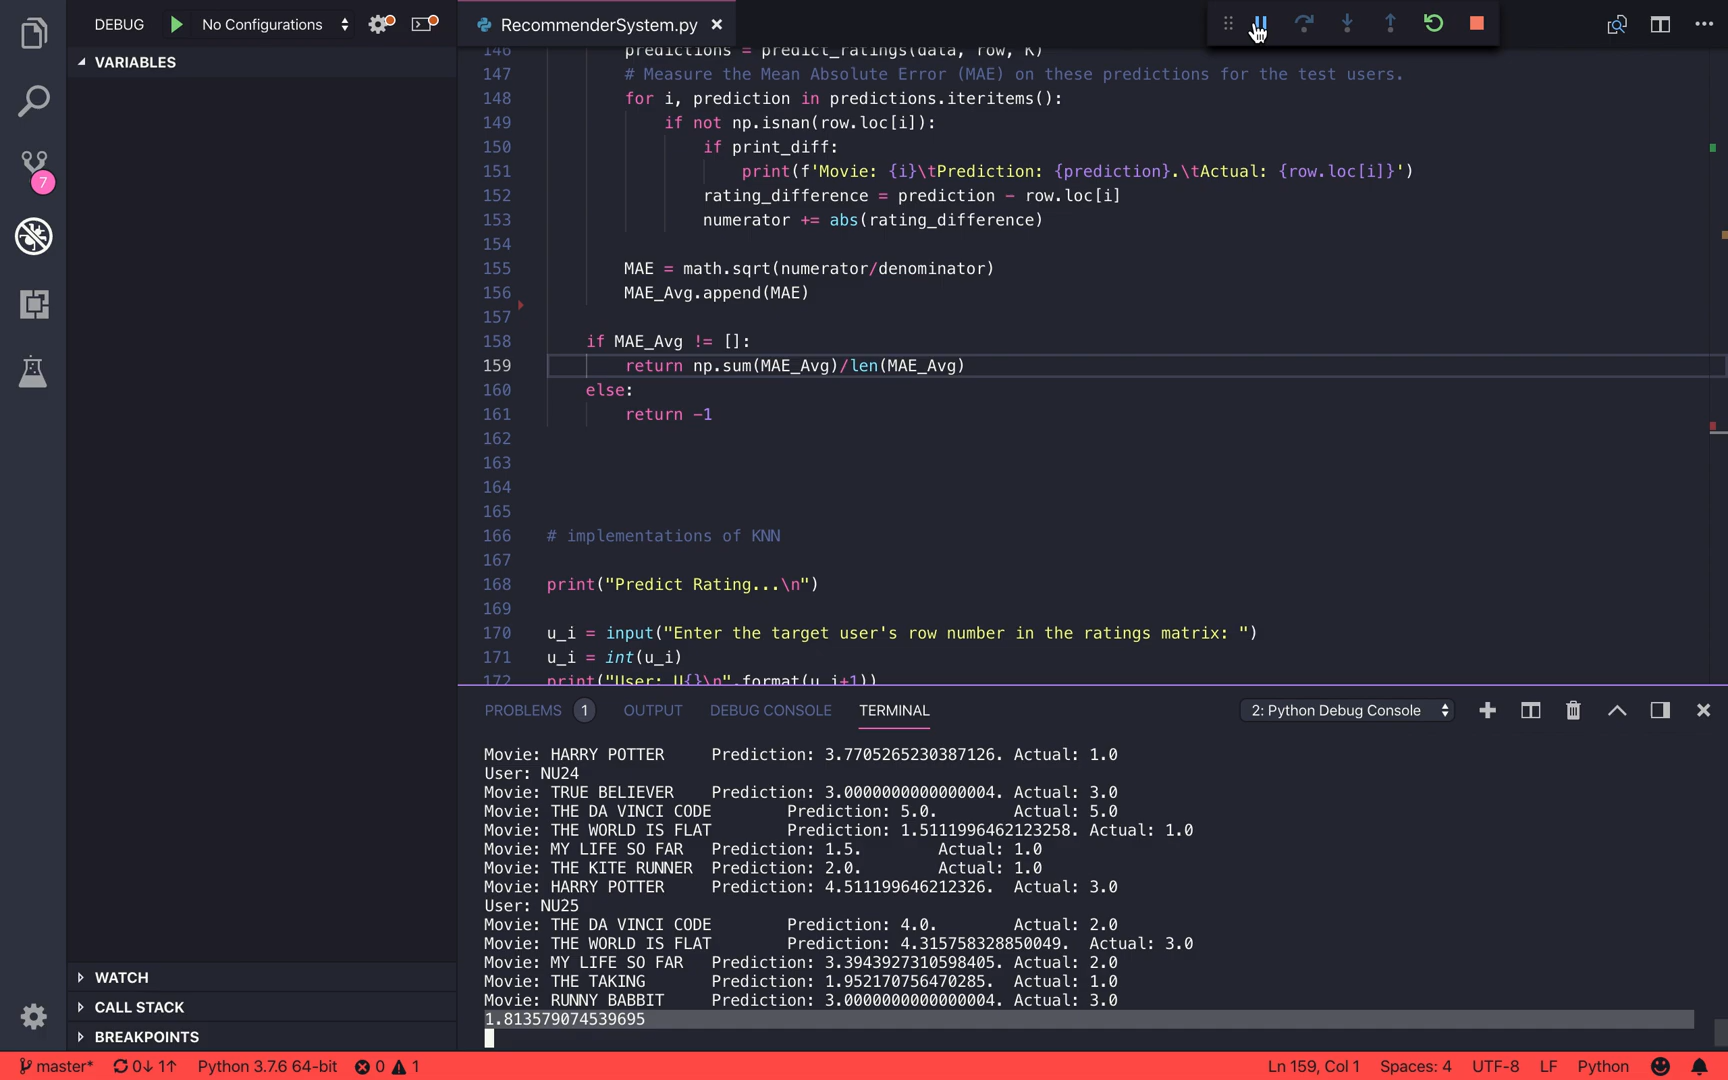 DEBUG No Configurations RecommenderSystem.py
VARIABLES
7
146 predictions = predict_ratings(data, row, K)
147 # Measure the Mean Absolute Error (MAE) on these predictions for the test users.
148 for i, prediction in predictions.iteritems():
149 if not np.isnan(row.loc[i]):
150 if print_diff:
151 print(f'Movie: {i}\tPrediction: {prediction}.\tActual: {row.loc[i]}')
152 rating_difference = prediction - row.loc[i]
153 numerator += abs(rating_difference)
154
155 MAE = math.sqrt(numerator/denominator)
156 MAE_Avg.append(MAE)
157
158 if MAE_Avg != []:
159 return np.sum(MAE_Avg)/len(MAE_Avg)
160 else:
161 return -1
162
163
164
165
166 # implementations of KNN
167
168 print("Predict Rating...\n")
169
170 u_i = input("Enter the target user's row number in the ratings matrix: ")
171 u_i = int(u_i)
172 print("User: U{}\n".format(u_i+1))
PROBLEMS 1 OUTPUT DEBUG CONSOLE TERMINAL 2: Python Debug Console
Movie: HARRY POTTER Prediction: 3.7705265230387126. Actual: 1.0
User: NU24
Movie: TRUE BELIEVER Prediction: 3.0000000000000004. Actual: 3.0
Movie: THE DA VINCI CODE Prediction: 5.0. Actual: 5.0
Movie: THE WORLD IS FLAT Prediction: 1.5111996462123258. Actual: 1.0
Movie: MY LIFE SO FAR Prediction: 1.5. Actual: 1.0
Movie: THE KITE RUNNER Prediction: 2.0. Actual: 1.0
Movie: HARRY POTTER Prediction: 4.511199646212326. Actual: 3.0
User: NU25
Movie: THE DA VINCI CODE Prediction: 4.0. Actual: 2.0
Movie: THE WORLD IS FLAT Prediction: 4.315758328850049. Actual: 3.0
Movie: MY LIFE SO FAR Prediction: 3.3943927310598405. Actual: 2.0
Movie: THE TAKING Prediction: 1.952170756470285. Actual: 1.0
Movie: RUNNY BABBIT Prediction: 3.0000000000000004. Actual: 3.0
1.813579074539695
WATCH
CALL STACK
BREAKPOINTS
master* 0↓ 1↑ Python 3.7.6 64-bit 0 1 Ln 159, Col 1 Spaces: 4 UTF-8 LF Python